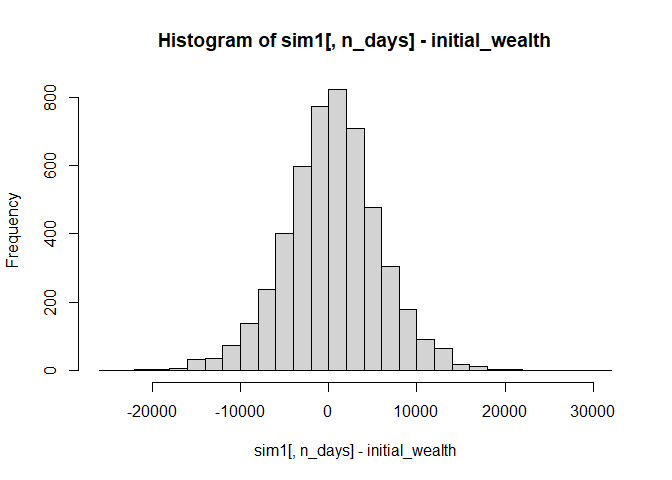 Histogram of sim1[, n_days] - initial_wealth
Frequency
800
600
400
200
0
-20000 -10000 0 10000 20000 30000
sim1[, n_days] - initial_wealth